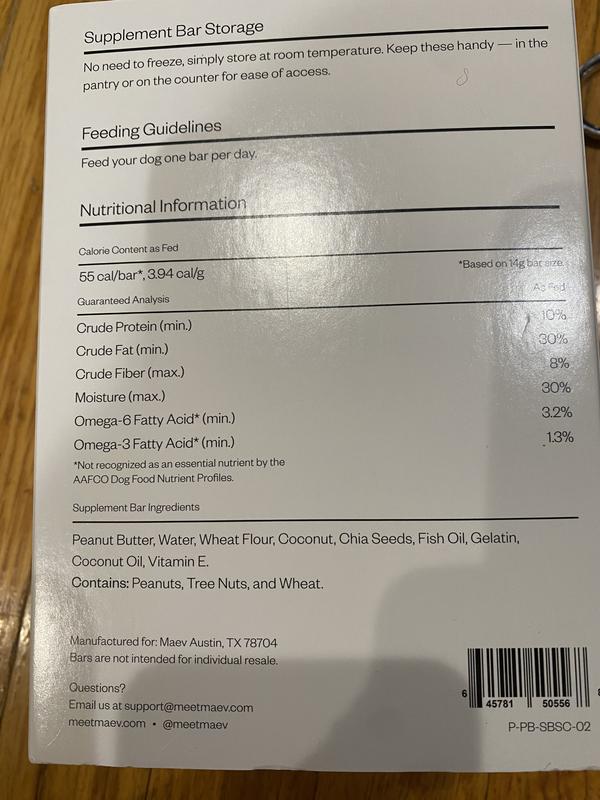 Supplement Bar Storage
No need to freeze, simply store at room temperature. Keep these handy — in the
pantry or on the counter for ease of access.
Feeding Guidelines
Feed your dog one bar per day.
Nutritional Information
Calorie Content as Fed
55 cal/bar*, 3.94 cal/g *Based on 14g bar size.
Guaranteed Analysis As Fed
Crude Protein (min.) 10%
Crude Fat (min.) 30%
Crude Fiber (max.) 8%
Moisture (max.) 30%
Omega-6 Fatty Acid* (min.) 3.2%
Omega-3 Fatty Acid* (min.) 1.3%
*Not recognized as an essential nutrient by the
AAFCO Dog Food Nutrient Profiles.
Supplement Bar Ingredients
Peanut Butter, Water, Wheat Flour, Coconut, Chia Seeds, Fish Oil, Gelatin,
Coconut Oil, Vitamin E.
Contains: Peanuts, Tree Nuts, and Wheat.
Manufactured for: Maev Austin, TX 78704
Bars are not intended for individual resale.
Questions?
Email us at support@meetmaev.com
meetmaev.com • @meetmaev
6 45781 50556
P-PB-SBSC-02